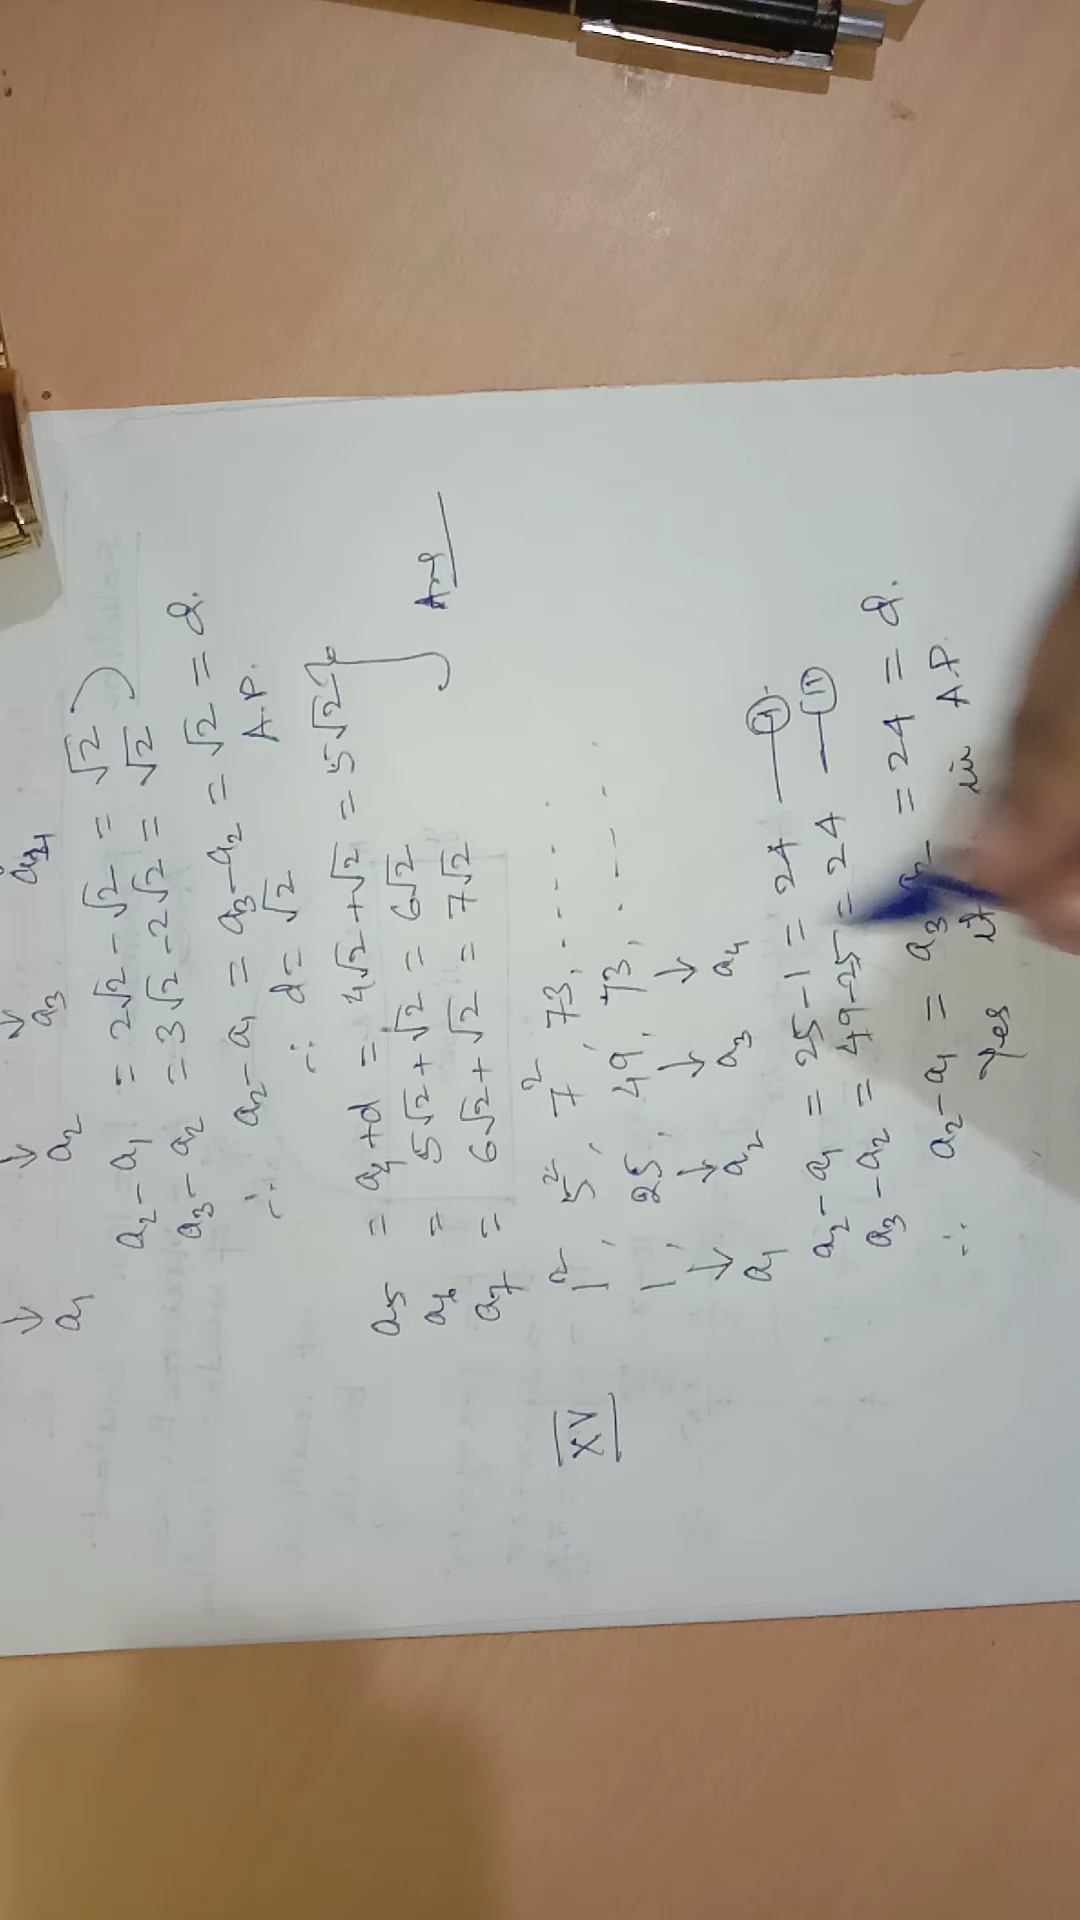 ↓ ↓ ↓
a₁ a₂ a₃ a₄
a₂ - a₁ = 2√2 - √2 = √2
a₃ - a₂ = 3√2 - 2√2 = √2
∴ a₂ - a₁ = a₃ - a₂ = √2 = d.
∴ d = √2 A.P.
a₅ = a₄ + d = 4√2 + √2 = 5√2
a₆ = 5√2 + √2 = 6√2
a₇ = 6√2 + √2 = 7√2
Ans
XV 1², 5², 7², 73, - - - -
1, 25, 49, 73, . - - . .
↓ ↓ ↓ ↓
a₁ a₂ a₃ a₄
a₂ - a₁ = 25 - 1 = 24 — (I)
a₃ - a₂ = 49 - 25 = 24 — (II)
∴ a₂ - a₁ = a₃ - a₂ = 24 = d.
Yes it in A.P.